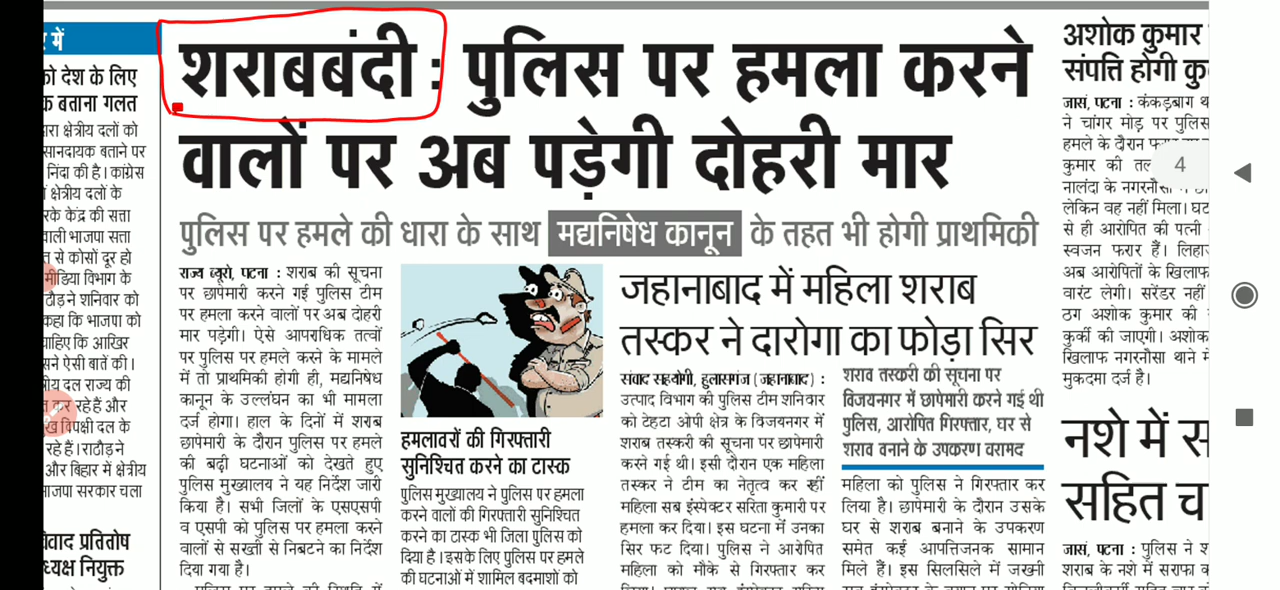 र में
को देश के लिए
क बताना गलत
द्वारा क्षेत्रीय दलों को
सानदायक बताने पर
निंदा की है। कांग्रेस
क्षेत्रीय दलों के
रके केंद्र की सत्ता
वाली भाजपा सत्ता
त से कोसों दूर हो
मीडिया विभाग के
ठौड़ ने शनिवार को
कहा कि भाजपा को
चाहिए कि आखिर
सने ऐसी बातें की।
त्रीय दल राज्य की
कर रहे हैं और
विपक्षी दल के
रहे हैं। राठौड़ ने
और बिहार में क्षेत्रीय
भाजपा सरकार चला
विवाद प्रतितोष
ध्यक्ष नियुक्त
शराबबंदी : पुलिस पर हमला करने
वालों पर अब पड़ेगी दोहरी मार
पुलिस पर हमले की धारा के साथ मद्यनिषेध कानून के तहत भी होगी प्राथमिकी
राज्य ब्यूरो, पटना : शराब की सूचना
पर छापेमारी करने गई पुलिस टीम
पर हमला करने वालों पर अब दोहरी
मार पड़ेगी। ऐसे आपराधिक तत्वों
पर पुलिस पर हमले करने के मामले
में तो प्राथमिकी होगी ही, मद्यनिषेध
कानून के उल्लंघन का भी मामला
दर्ज होगा। हाल के दिनों में शराब
छापेमारी के दौरान पुलिस पर हमले
की बढ़ी घटनाओं को देखते हुए
पुलिस मुख्यालय ने यह निर्देश जारी
किया है। सभी जिलों के एसएसपी
व एसपी को पुलिस पर हमला करने
वालों से सख्ती से निबटने का निर्देश
दिया गया है।
हमलावरों की गिरफ्तारी
सुनिश्चित करने का टास्क
पुलिस मुख्यालय ने पुलिस पर हमला
करने वालों की गिरफ्तारी सुनिश्चित
करने का टास्क भी जिला पुलिस को
दिया है। इसके लिए पुलिस पर हमले
की घटनाओं में शामिल बदमाशों को
जहानाबाद में महिला शराब
तस्कर ने दारोगा का फोड़ा सिर
संवाद सहयोगी, हुलासगंज (जहानाबाद) :
उत्पाद विभाग की पुलिस टीम शनिवार
को टेहटा ओपी क्षेत्र के विजयनगर में
शराब तस्करी की सूचना पर छापेमारी
करने गई थी। इसी दौरान एक महिला
तस्कर ने टीम का नेतृत्व कर रहीं
महिला सब इंस्पेक्टर सरिता कुमारी पर
हमला कर दिया। इस घटना में उनका
सिर फट दिया। पुलिस ने आरोपित
महिला को मौके से गिरफ्तार कर
शराब तस्करी की सूचना पर
विजयनगर में छापेमारी करने गई थी
पुलिस, आरोपित गिरफ्तार, घर से
शराब बनाने के उपकरण बरामद
महिला को पुलिस ने गिरफ्तार कर
लिया है। छापेमारी के दौरान उसके
घर से शराब बनाने के उपकरण
समेत कई आपत्तिजनक सामान
मिले हैं। इस सिलसिले में जख्मी
अशोक कुमार
संपत्ति होगी कु
जासं, पटना : कंकड़बाग थ
ने चांगर मोड़ पर पुलिस
हमले के दौरान
कुमार की तल
नालंदा के नगरनौसा
लेकिन वह नहीं मिला। घट
से ही आरोपित की पत्नी
स्वजन फरार हैं। लिहा
अब आरोपितों के खिलाफ
वारंट लेगी। सरेंडर नहीं
ठग अशोक कुमार की
कुर्की की जाएगी। अशोक
खिलाफ नगरनौसा थाने में
मुकदमा दर्ज है।
4
नशे में स
सहित च
जासं, पटना : पुलिस ने श
शराब के नशे में सराफा क